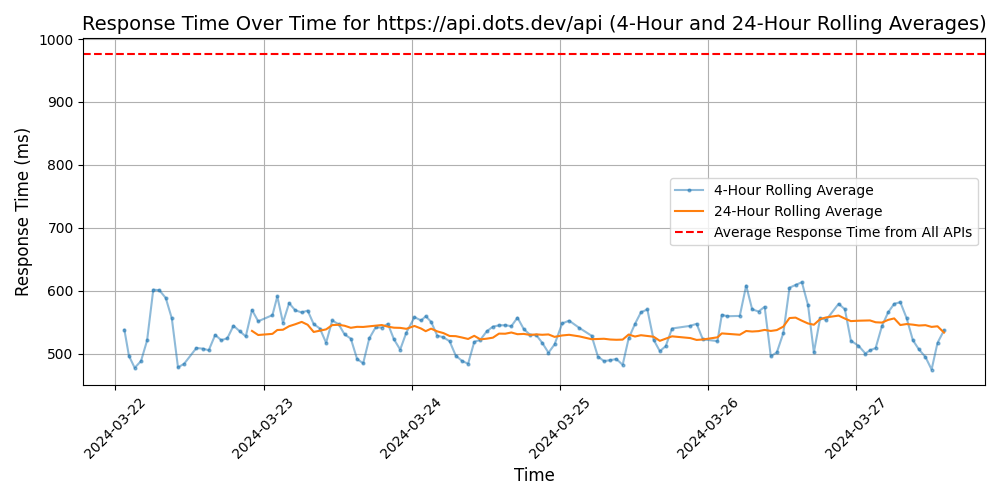 Response Time Over Time for https://api.dots.dev/api (4-Hour and 24-Hour Rolling Averages)
Response Time (ms)
1000
900
800
700
600
500
4-Hour Rolling Average
24-Hour Rolling Average
Average Response Time from All APIs
2024-03-22
2024-03-23
2024-03-24
2024-03-25
2024-03-26
2024-03-27
Time